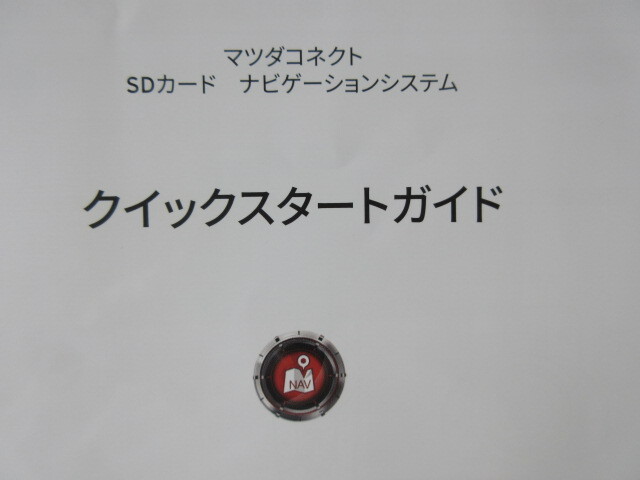 マツダコネクト
SDカード　ナビゲーションシステム
クイックスタートガイド
NAV